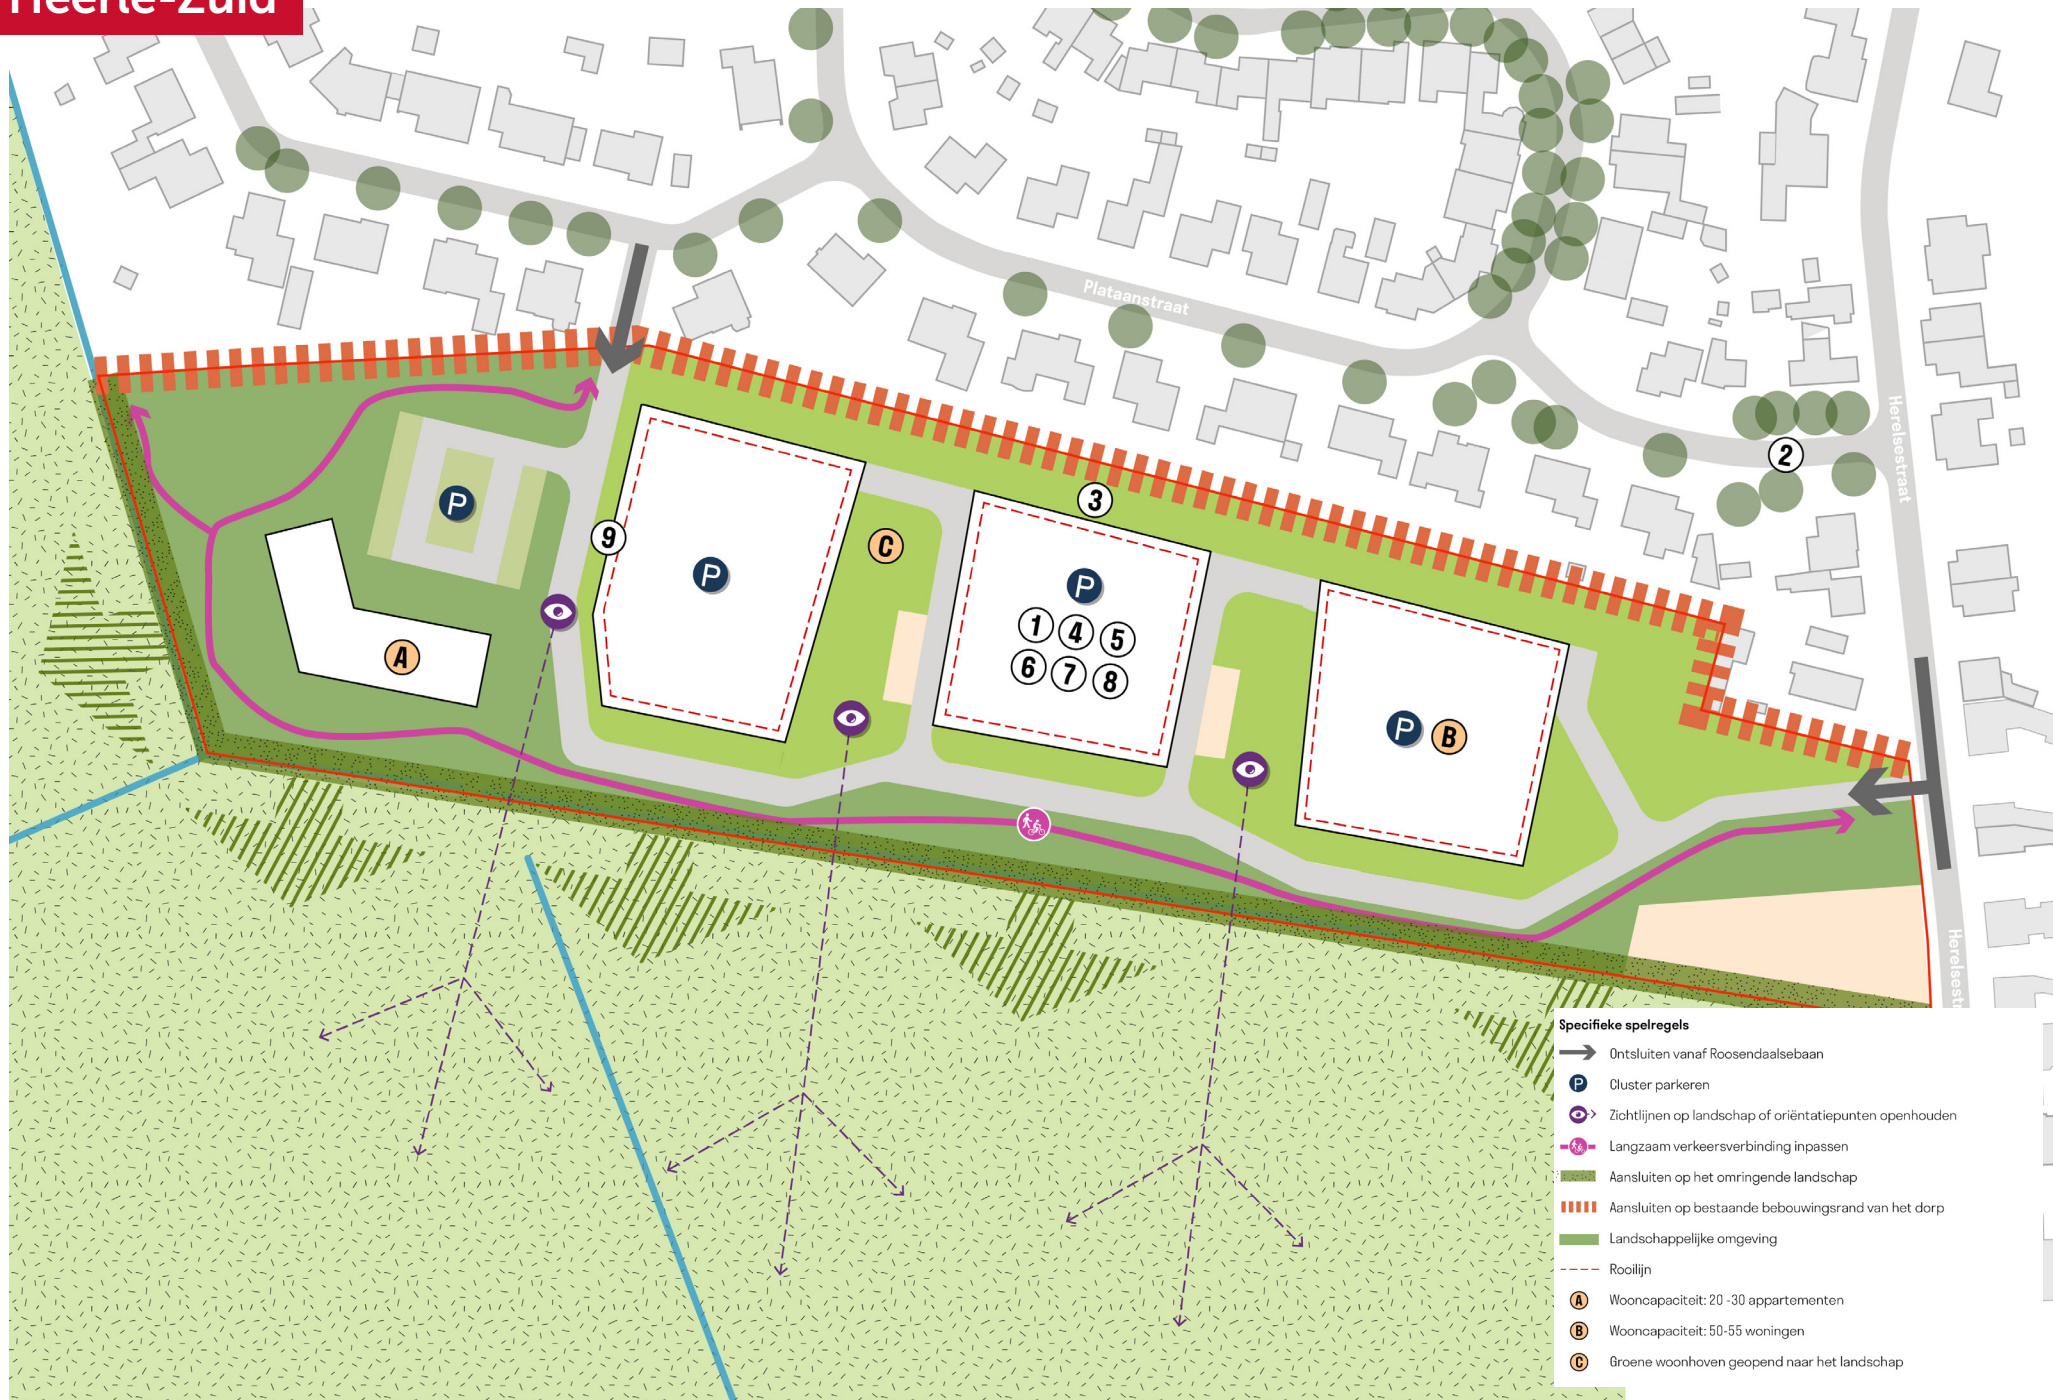 Heerle-Zuid
Plataanstraat
Herelsestraat
2
3
9
P
C
P
P
1 4 5
6 7 8
A
P B
Herelsestr
Specifieke spelregels
Ontsluiten vanaf Roosendaalsebaan
P Cluster parkeren
Zichtlijnen op landschap of oriëntatiepunten openhouden
Langzaam verkeersverbinding inpassen
Aansluiten op het omringende landschap
Aansluiten op bestaande bebouwingsrand van het dorp
Landschappelijke omgeving
Rooilijn
A Wooncapaciteit: 20 -30 appartementen
B Wooncapaciteit: 50-55 woningen
C Groene woonhoven geopend naar het landschap